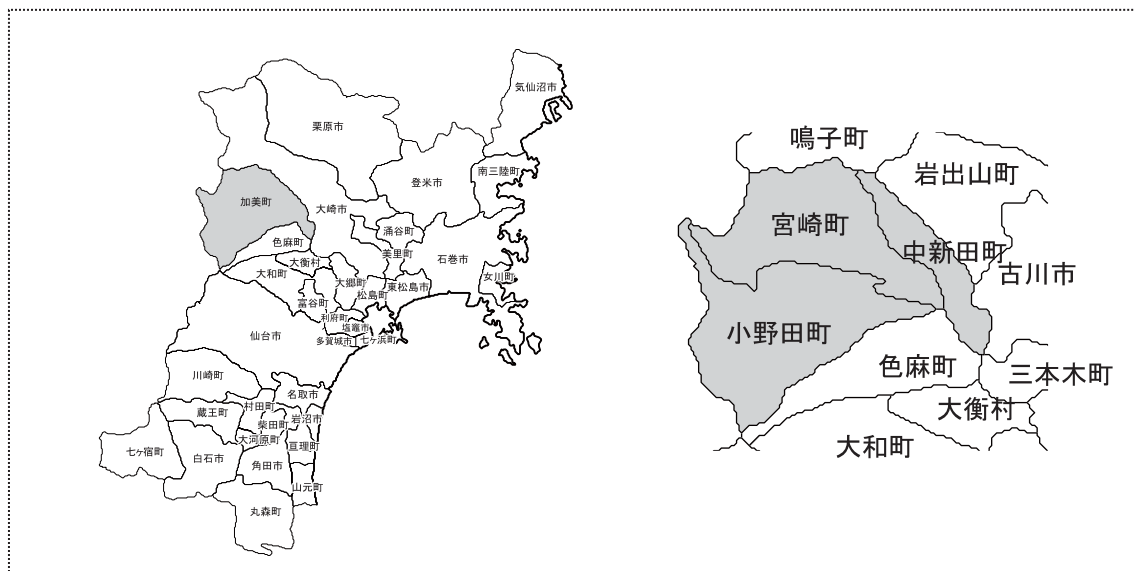 気仙沼市
栗原市
南三陸町
登米市
加美町
大崎市
涌谷町
色麻町
美里町
石巻市
大衡村
大和町
女川町
大郷町
東松島市
松島町
富谷町
利府町
塩竈市
仙台市
多賀城市
七ヶ浜町
川崎町
名取市
村田町
蔵王町
岩沼市
柴田町
大河原町
亘理町
七ヶ宿町
白石市
角田市
山元町
丸森町
鳴子町
岩出山町
宮崎町
中新田町
古川市
小野田町
色麻町
三本木町
大衡村
大和町